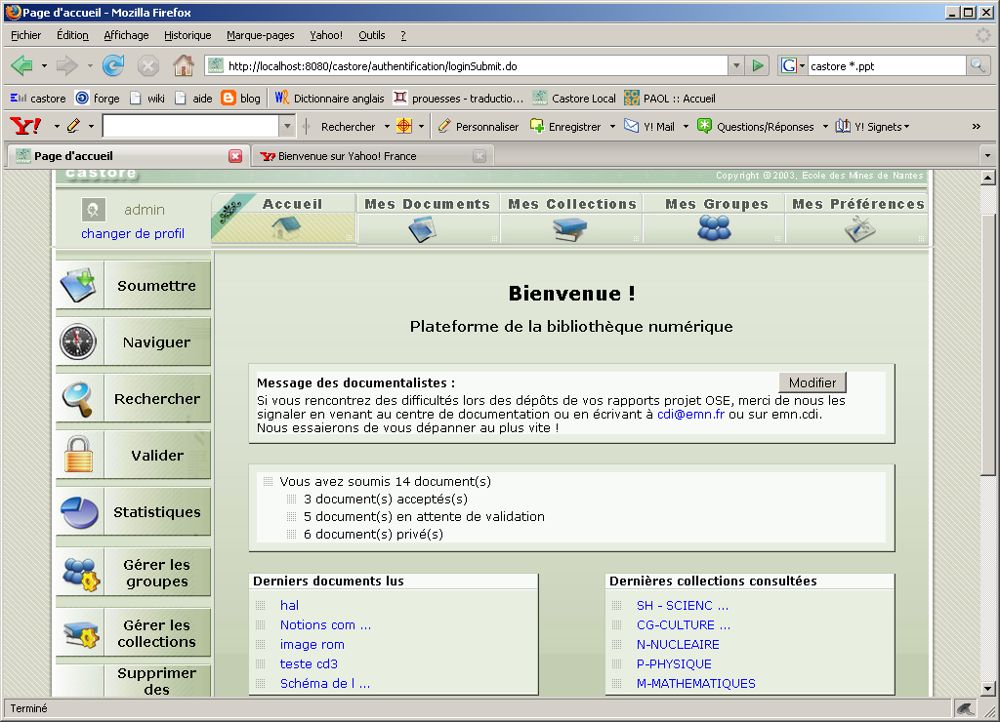 Page d'accueil - Mozilla Firefox
Fichier Édition Affichage Historique Marque-pages Yahoo! Outils ?
http://localhost:8080/castore/authentification/loginSubmit.do
G castore *.ppt
castore forge wiki aide blog Dictionnaire anglais prouesses - traductio... Castore Local PAOL :: Accueil
Y! Rechercher Personnaliser Enregistrer Y! Mail Questions/Réponses Y! Signets »
Page d'accueil
Bienvenue sur Yahoo! France
castore
Copyright ©2003, Ecole des Mines de Nantes
admin
changer de profil
Accueil
Mes Documents
Mes Collections
Mes Groupes
Mes Préférences
Soumettre
Naviguer
Rechercher
Valider
Statistiques
Gérer les
groupes
Gérer les
collections
Supprimer
des
Bienvenue !
Plateforme de la bibliothèque numérique
Message des documentalistes :
Modifier
Si vous rencontrez des difficultés lors des dépôts de vos rapports projet OSE, merci de nous les
signaler en venant au centre de documentation ou en écrivant à cdi@emn.fr ou sur emn.cdi.
Nous essaierons de vous dépanner au plus vite !
Vous avez soumis 14 document(s)
3 document(s) acceptés(s)
5 document(s) en attente de validation
6 document(s) privé(s)
Derniers documents lus
hal
Notions com ...
image rom
teste cd3
Schéma de l ...
Dernières collections consultées
SH - SCIENC ...
CG-CULTURE ...
N-NUCLEAIRE
P-PHYSIQUE
M-MATHEMATIQUES
Terminé